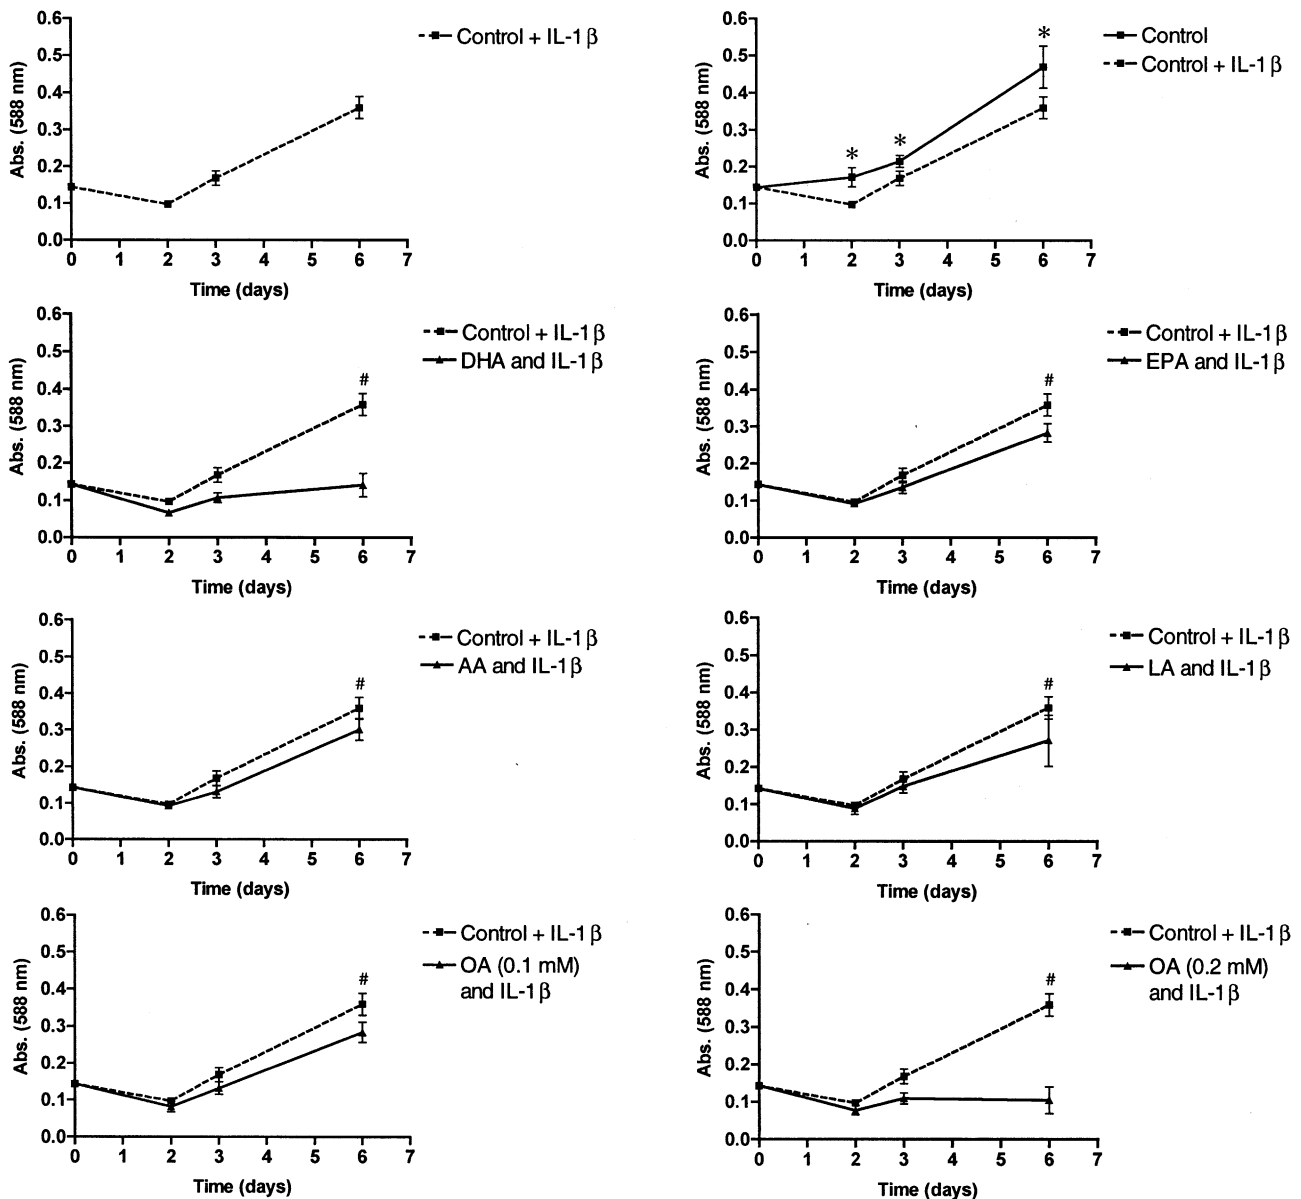 Control + IL-1β
Abs. (588 nm)
0.6
0.5
0.4
0.3
0.2
0.1
0.0
0 1 2 3 4 5 6 7
Time (days)
Control
Control + IL-1β
Abs. (588 nm)
0.6
0.5
0.4
0.3
0.2
0.1
0.0
* * *
0 1 2 3 4 5 6 7
Time (days)
Control + IL-1β
DHA and IL-1β
Abs. (588 nm)
0.6
0.5
0.4
0.3
0.2
0.1
0.0
#
0 1 2 3 4 5 6 7
Time (days)
Control + IL-1β
EPA and IL-1β
Abs. (588 nm)
0.6
0.5
0.4
0.3
0.2
0.1
0.0
#
0 1 2 3 4 5 6 7
Time (days)
Control + IL-1β
AA and IL-1β
Abs. (588 nm)
0.6
0.5
0.4
0.3
0.2
0.1
0.0
#
0 1 2 3 4 5 6 7
Time (days)
Control + IL-1β
LA and IL-1β
Abs. (588 nm)
0.6
0.5
0.4
0.3
0.2
0.1
0.0
#
0 1 2 3 4 5 6 7
Time (days)
Control + IL-1β
OA (0.1 mM)
and IL-1β
Abs. (588 nm)
0.6
0.5
0.4
0.3
0.2
0.1
0.0
#
0 1 2 3 4 5 6 7
Time (days)
Control + IL-1β
OA (0.2 mM)
and IL-1β
Abs. (588 nm)
0.6
0.5
0.4
0.3
0.2
0.1
0.0
#
0 1 2 3 4 5 6 7
Time (days)